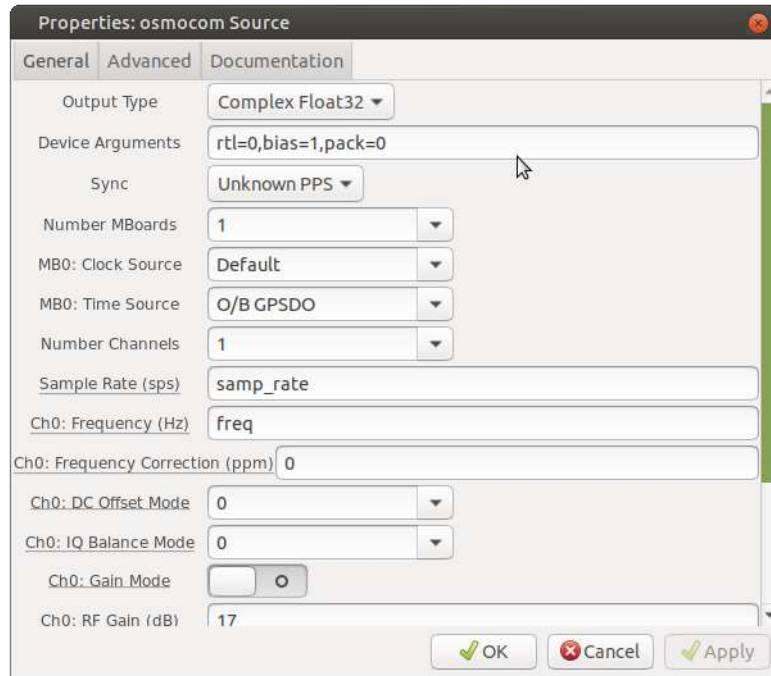 Properties: osmocom Source
General Advanced Documentation
Output Type Complex Float32
Device Arguments rtl=0,bias=1,pack=0
Sync Unknown PPS
Number MBoards 1
MB0: Clock Source Default
MB0: Time Source O/B GPSDO
Number Channels 1
Sample Rate (sps) samp_rate
Ch0: Frequency (Hz) freq
Ch0: Frequency Correction (ppm) 0
Ch0: DC Offset Mode 0
Ch0: IQ Balance Mode 0
Ch0: Gain Mode O
Ch0: RF Gain (dB) 17
OK Cancel Apply